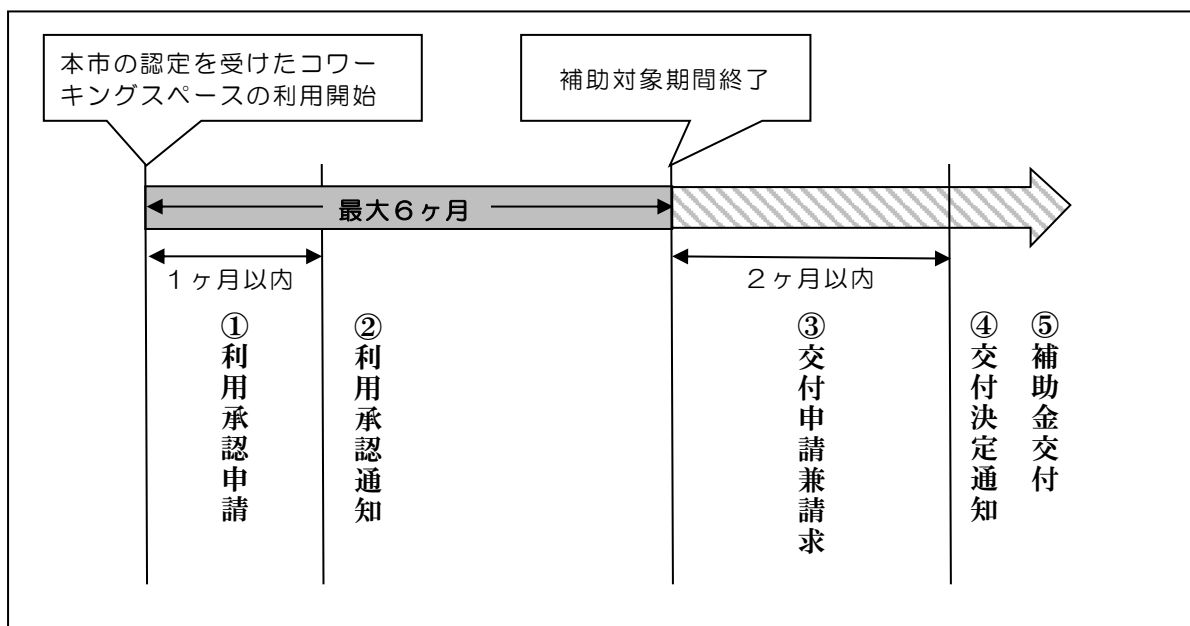 本市の認定を受けたコワー
キングスペースの利用開始
補助対象期間終了
最大６ヶ月
１ヶ月以内
２ヶ月以内
①利用承認申請
②利用承認通知
③交付申請兼請求
④交付決定通知
⑤補助金交付